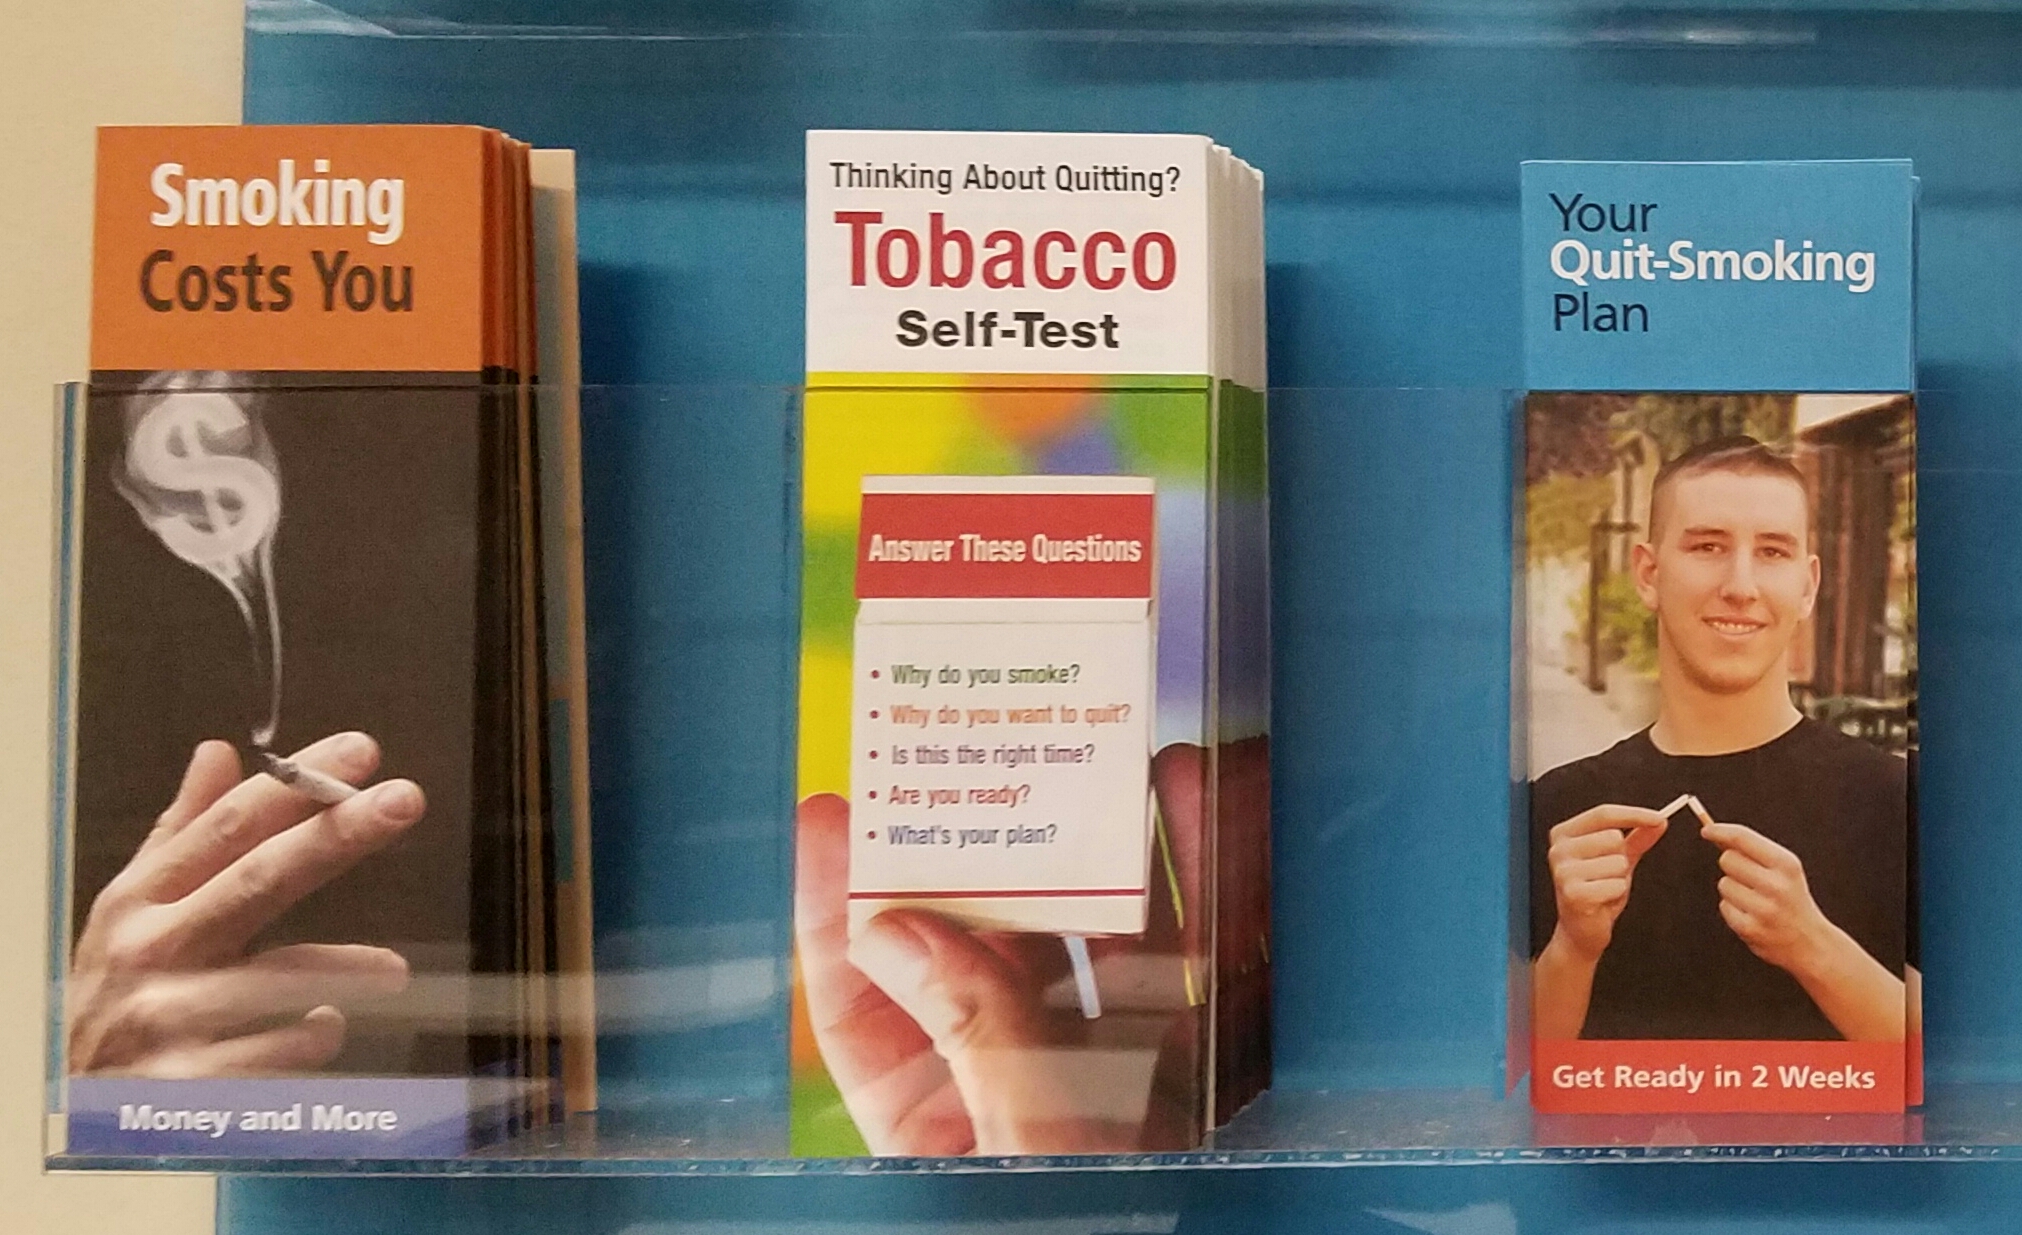 Smoking
Costs You
$
Money and More
Thinking About Quitting?
Tobacco
Self-Test
Answer These Questions
• Why do you smoke?
• Why do you want to quit?
• Is this the right time?
• Are you ready?
• What's your plan?
Your
Quit-Smoking
Plan
Get Ready in 2 Weeks